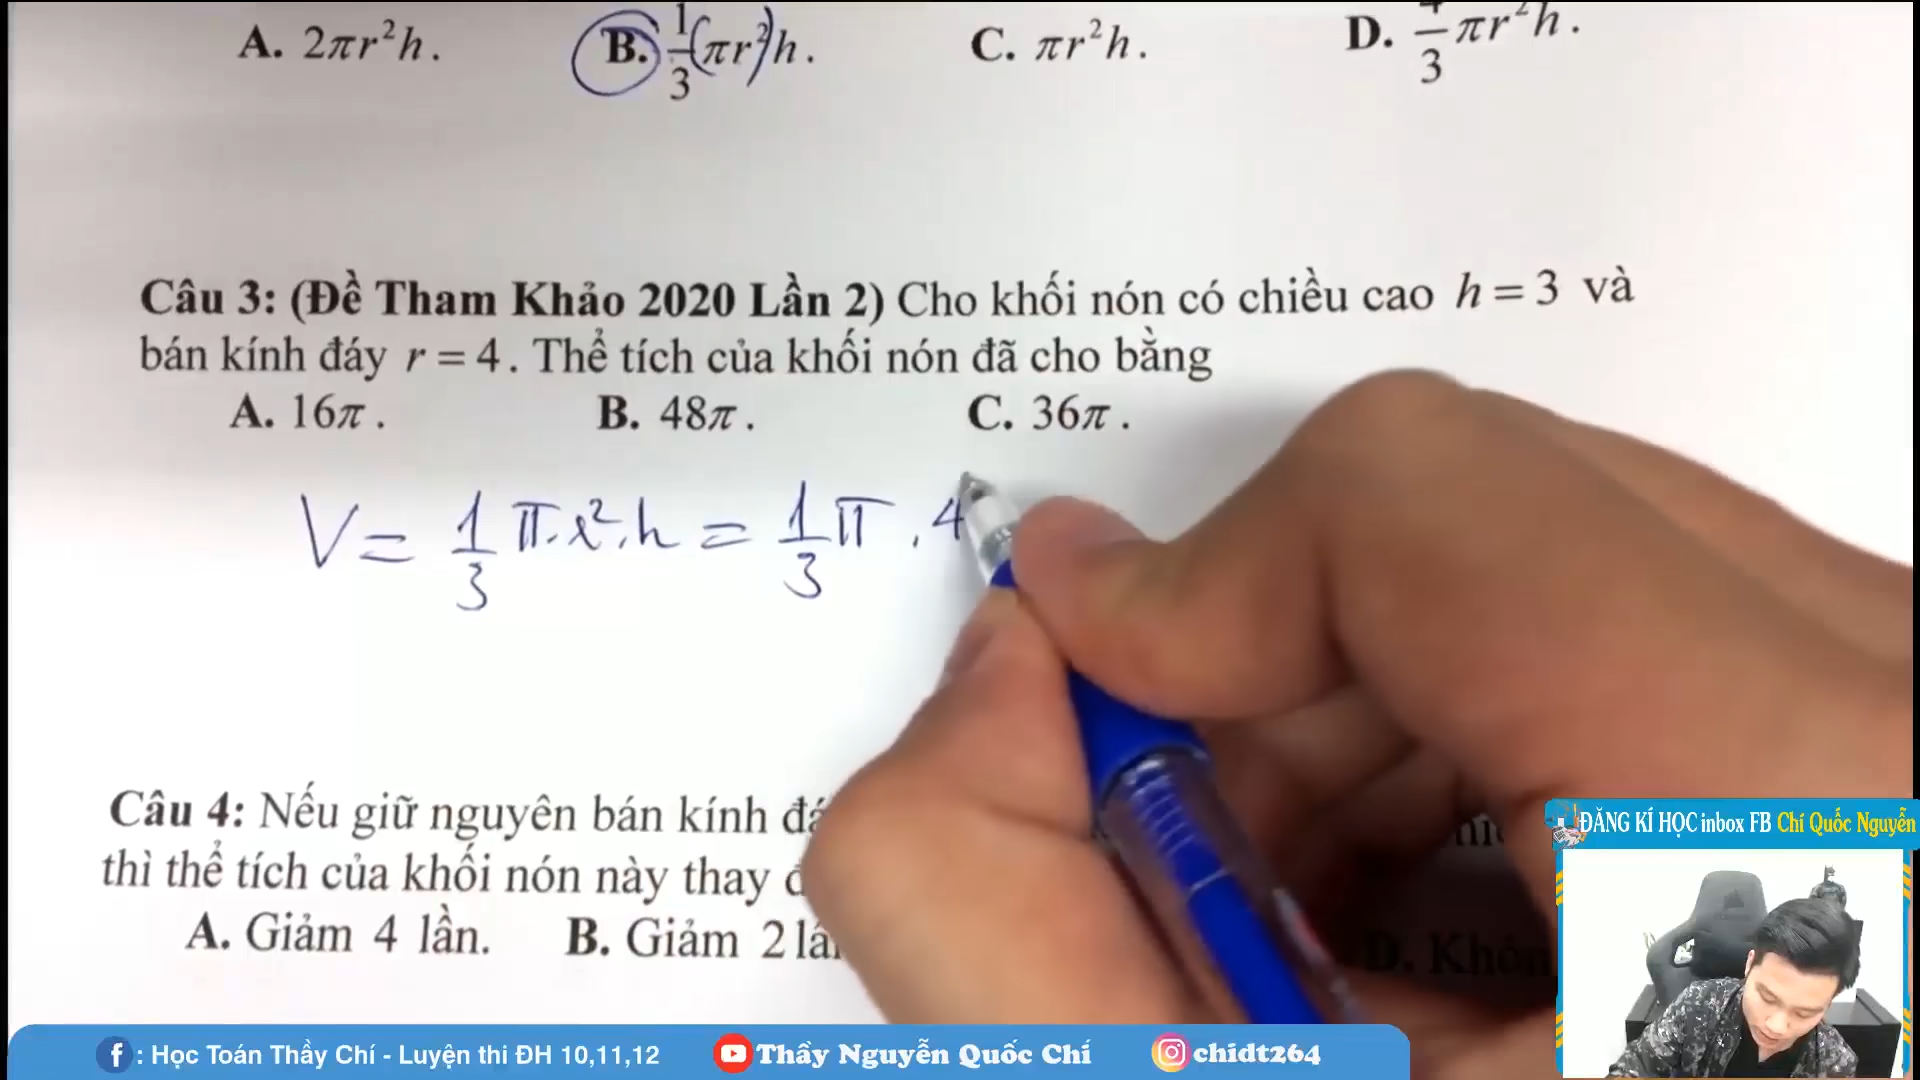 A. 2πr²h. B. 1/3(πr²)h. C. πr²h. D. 4/3πr²h.
Câu 3: (Đề Tham Khảo 2020 Lần 2) Cho khối nón có chiều cao h = 3 và
bán kính đáy r = 4. Thể tích của khối nón đã cho bằng
A. 16π. B. 48π. C. 36π.
V = 1/3 π.r².h = 1/3 π . 4
Câu 4: Nếu giữ nguyên bán kính
thì thể tích của khối nón này thay
A. Giảm 4 lần. B. Giảm 2 D.
ĐĂNG KÍ HỌC inbox FB Chí Quốc Nguyễn
: Học Toán Thầy Chí - Luyện thi ĐH 10,11,12 Thầy Nguyễn Quốc Chí chidt264